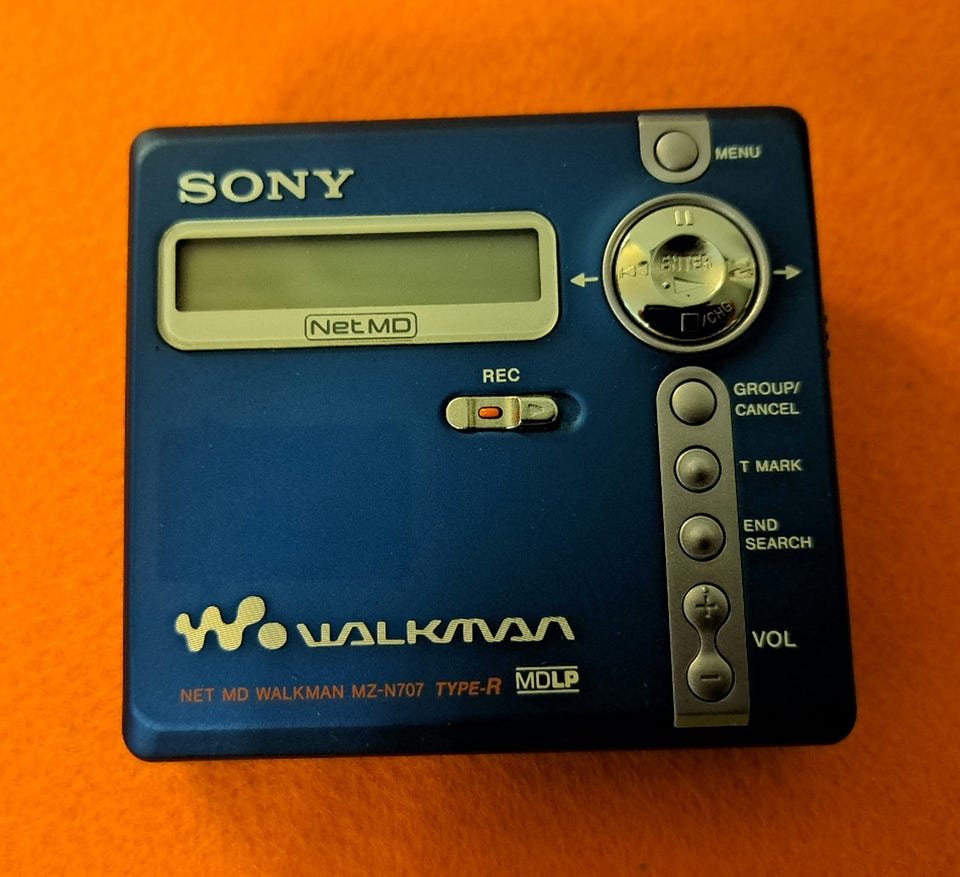 SONY
MENU
ENTER
/CHG
NetMD
REC
GROUP/
CANCEL
T MARK
END
SEARCH
WALKMAN
VOL
NET MD WALKMAN MZ-N707 TYPE-R MDLP